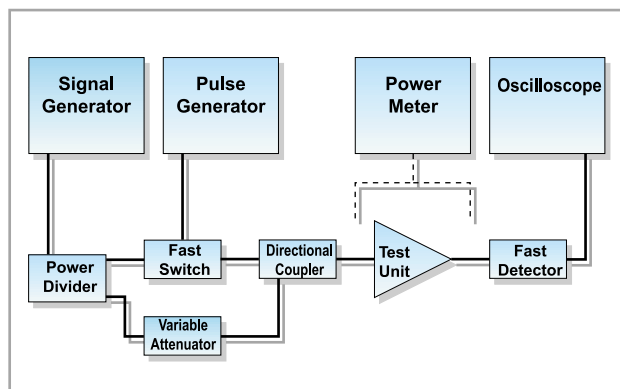 Signal
Generator
Pulse
Generator
Power
Meter
Oscilloscope
Power
Divider
Fast
Switch
Directional
Coupler
Test
Unit
Fast
Detector
Variable
Attenuator